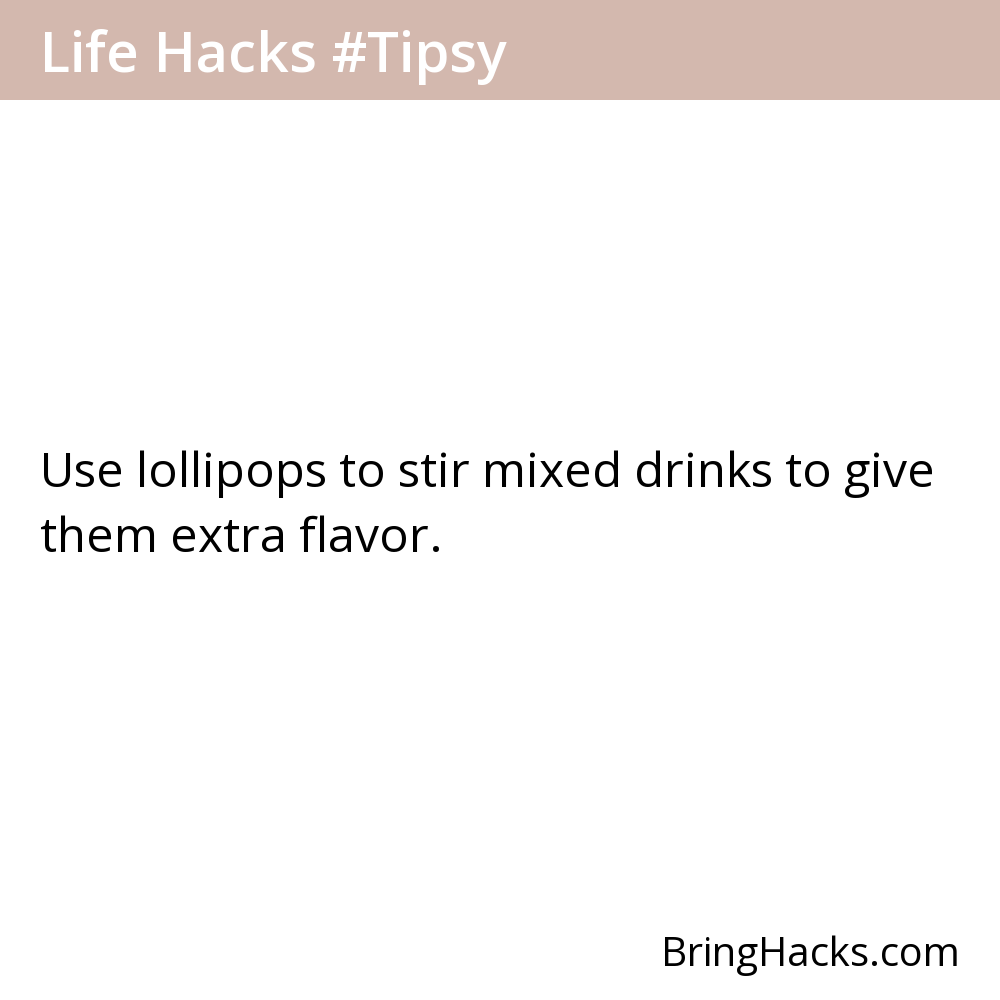 Life Hacks #Tipsy
Use lollipops to stir mixed drinks to give
them extra flavor.
BringHacks.com